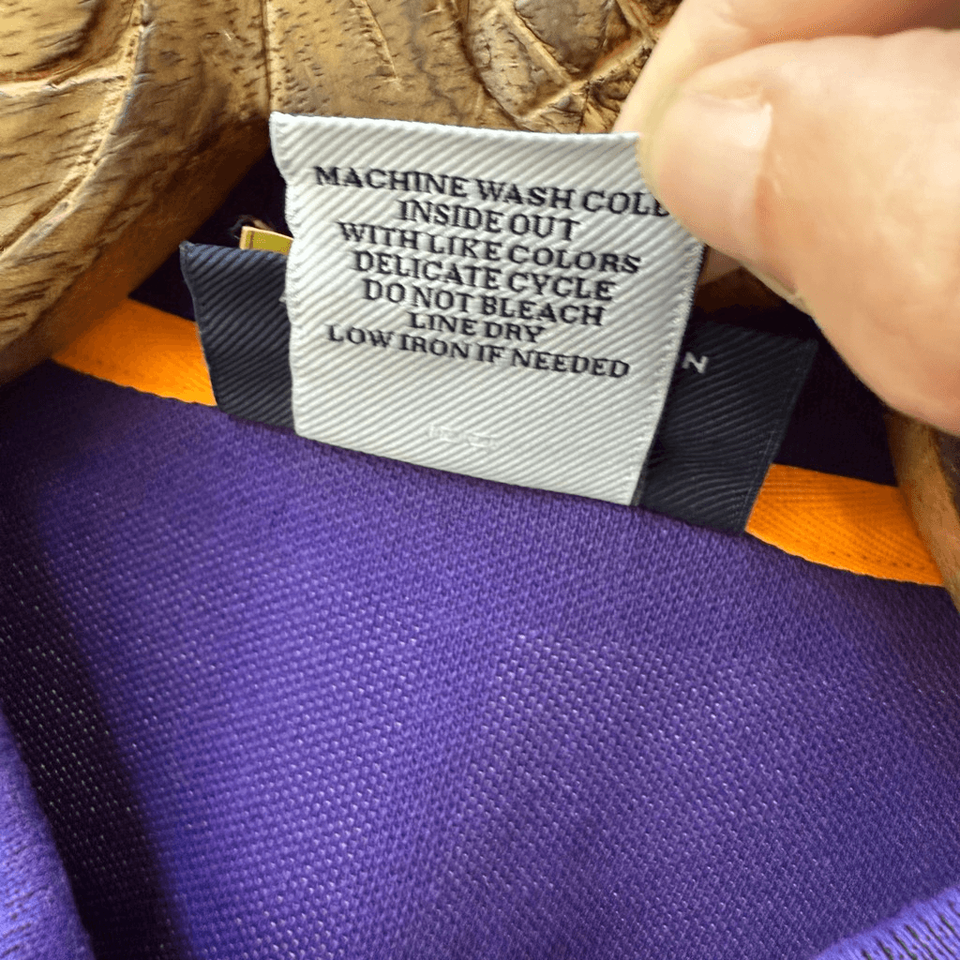 MACHINE WASH COLD
INSIDE OUT
WITH LIKE COLORS
DELICATE CYCLE
DO NOT BLEACH
LINE DRY
LOW IRON IF NEEDED
N